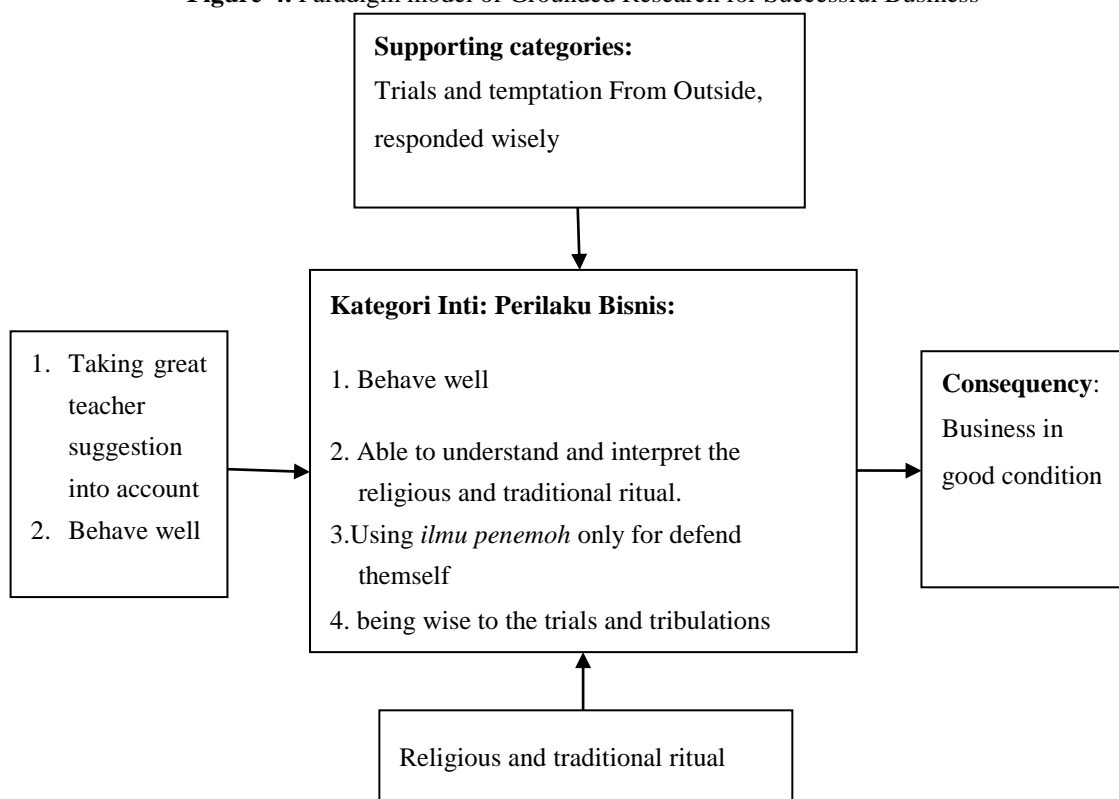 Figure 4. Paradigm model of Grounded Research for Successful Business
Supporting categories:
Trials and temptation From Outside,
responded wisely
1. Taking great
teacher
suggestion
into account
2. Behave well
Kategori Inti: Perilaku Bisnis:
1. Behave well
2. Able to understand and interpret the
religious and traditional ritual.
3.Using ilmu penemoh only for defend
themself
4. being wise to the trials and tribulations
Consequency:
Business in
good condition
Religious and traditional ritual